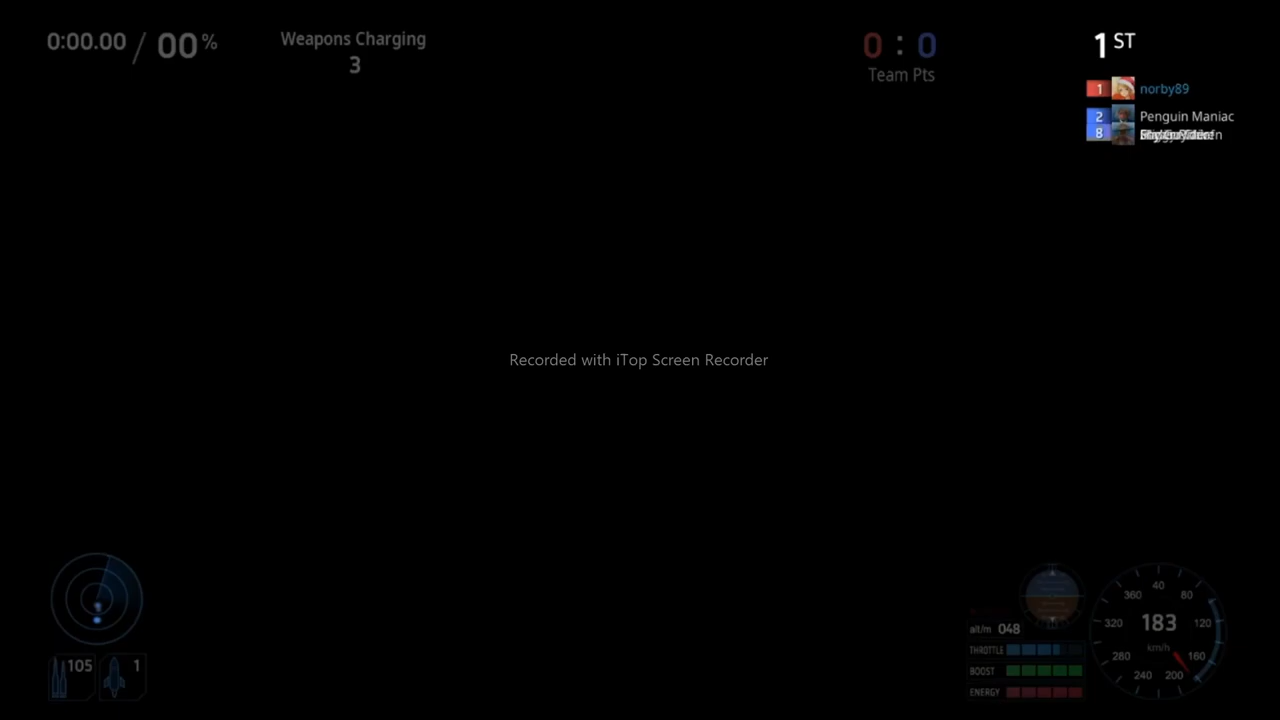 0:00.00 / 00%
Weapons Charging
3
0 : 0
Team Pts
1ST
1 norby89
2 Penguin Maniac
8
Recorded with iTop Screen Recorder
105
1
alt/m 048
THROTTLE
BOOST
ENERGY
40
360 80
320 183 120
km/h
280 160
240 200